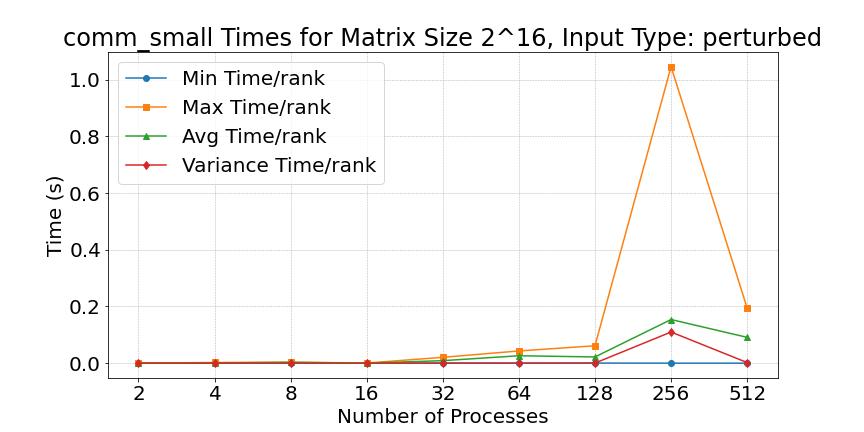 comm_small Times for Matrix Size 2^16, Input Type: perturbed
Min Time/rank
Max Time/rank
Avg Time/rank
Variance Time/rank
Time (s)
1.0
0.8
0.6
0.4
0.2
0.0
2 4 8 16 32 64 128 256 512
Number of Processes